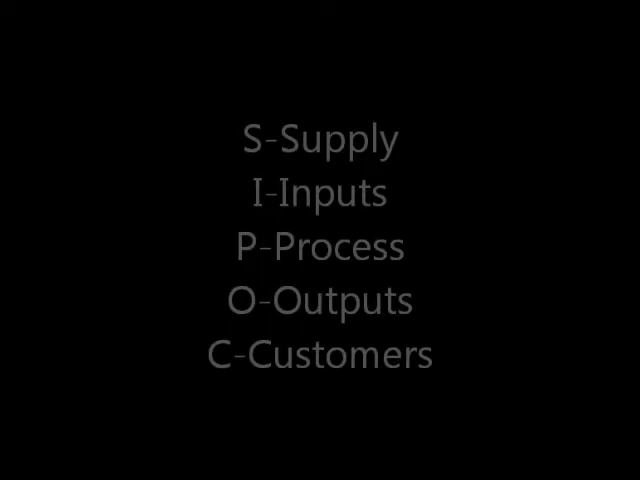 S-Supply
I-Inputs
P-Process
O-Outputs
C-Customers